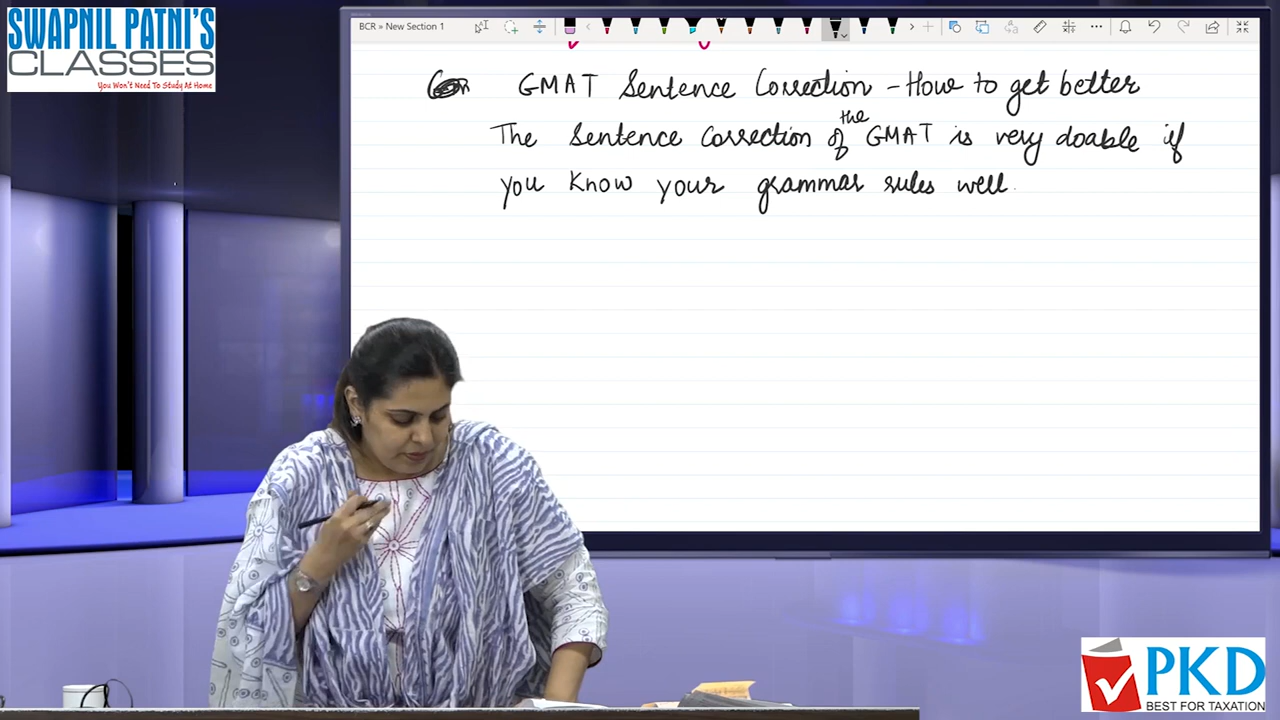 SWAPNIL PATNI'S
CLASSES
You Won't Need To Study At Home
BCR » New Section 1
GMAT Sentence Correction - How to get better
The Sentence Correction of the GMAT is very doable if
you know your grammar rules well.
PKD
BEST FOR TAXATION